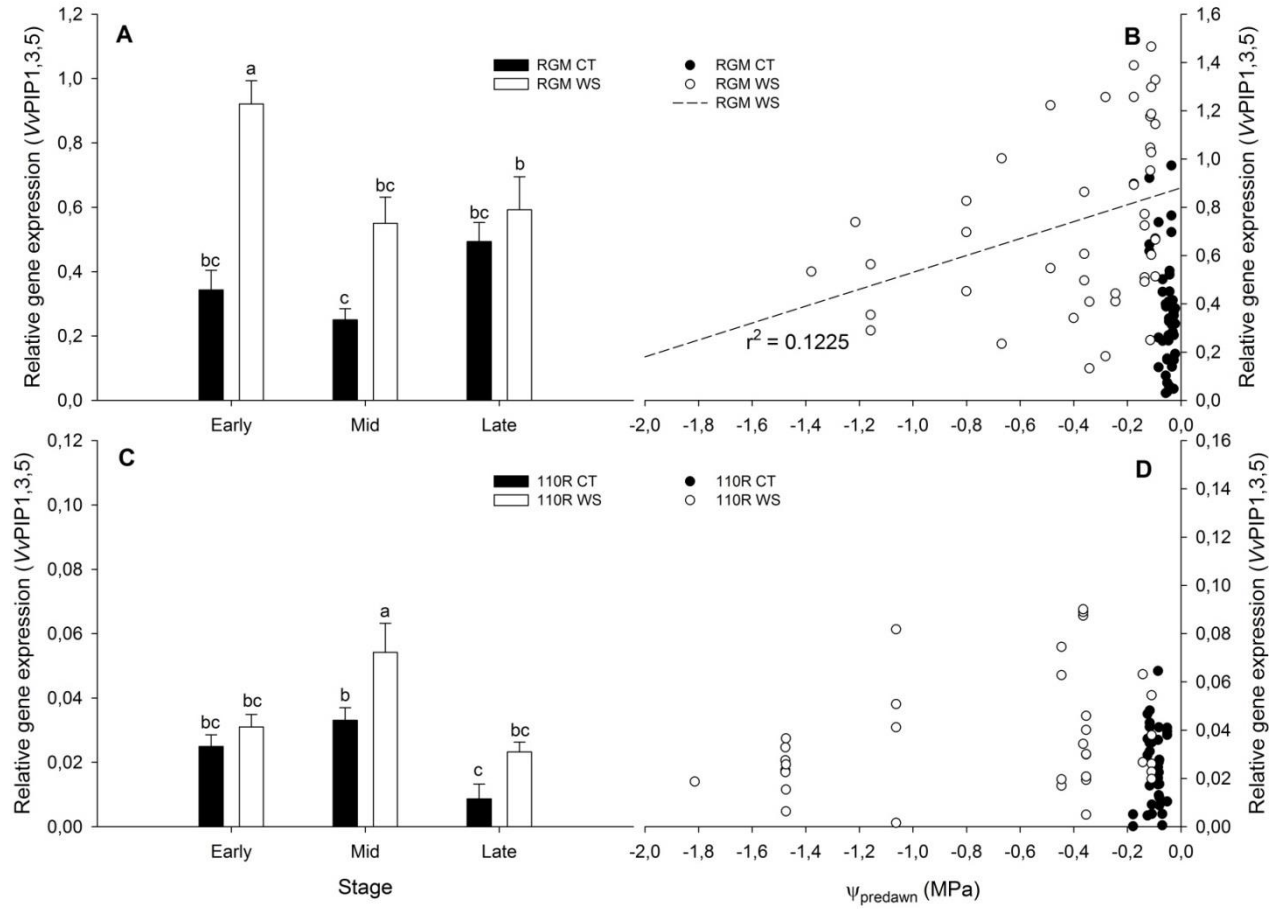 A
B
Relative gene expression (VvPIP1,3,5)
1,2
1,0
0,8
0,6
0,4
0,2
0,0
RGM CT
RGM WS
bc
a
c
bc
bc
b
Early
Mid
Late
RGM CT
RGM WS
RGM WS
r² = 0.1225
Relative gene expression (VvPIP1,3,5)
1,6
1,4
1,2
1,0
0,8
0,6
0,4
0,2
0,0
-2,0 -1,8 -1,6 -1,4 -1,2 -1,0 -0,8 -0,6 -0,4 -0,2 0,0
C
D
Relative gene expression (VvPIP1,3,5)
0,12
0,10
0,08
0,06
0,04
0,02
0,00
110R CT
110R WS
bc
bc
b
a
c
bc
Early
Mid
Late
Stage
110R CT
110R WS
Relative gene expression (VvPIP1,3,5)
0,16
0,14
0,12
0,10
0,08
0,06
0,04
0,02
0,00
-2,0 -1,8 -1,6 -1,4 -1,2 -1,0 -0,8 -0,6 -0,4 -0,2 0,0
Ψpredawn (MPa)